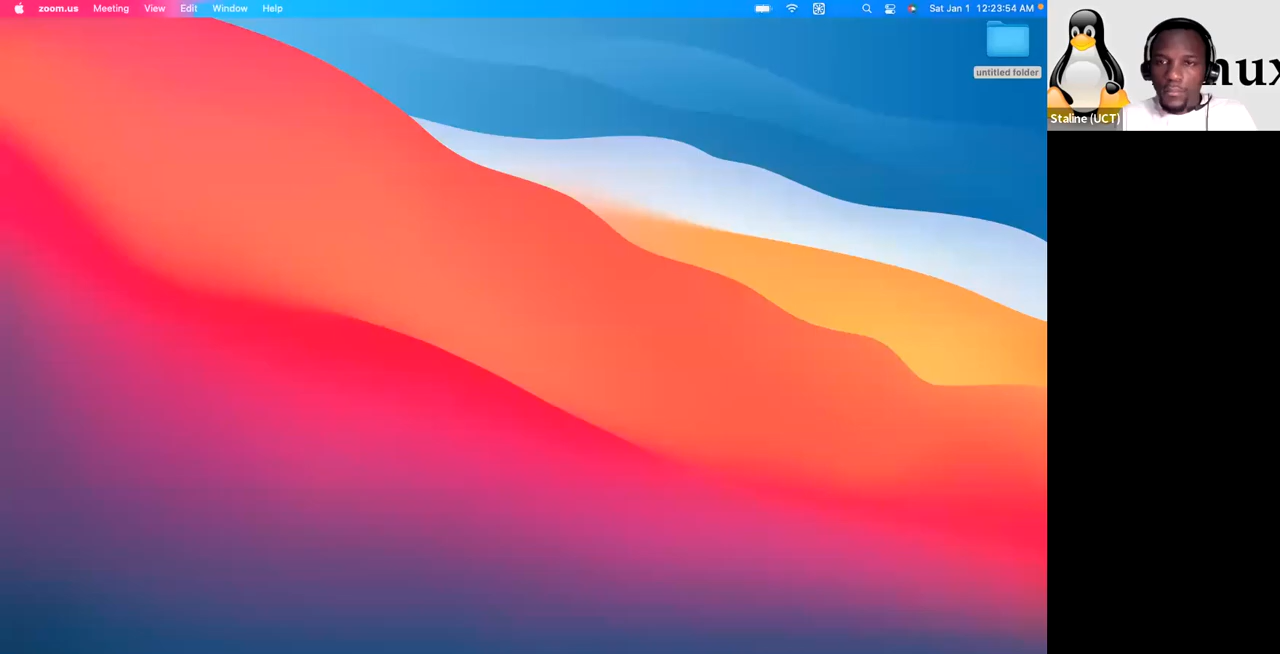 zoom.us Meeting View Edit Window Help Sat Jan 1 12:23:54 AM
untitled folder
nux
Staline (UCT)